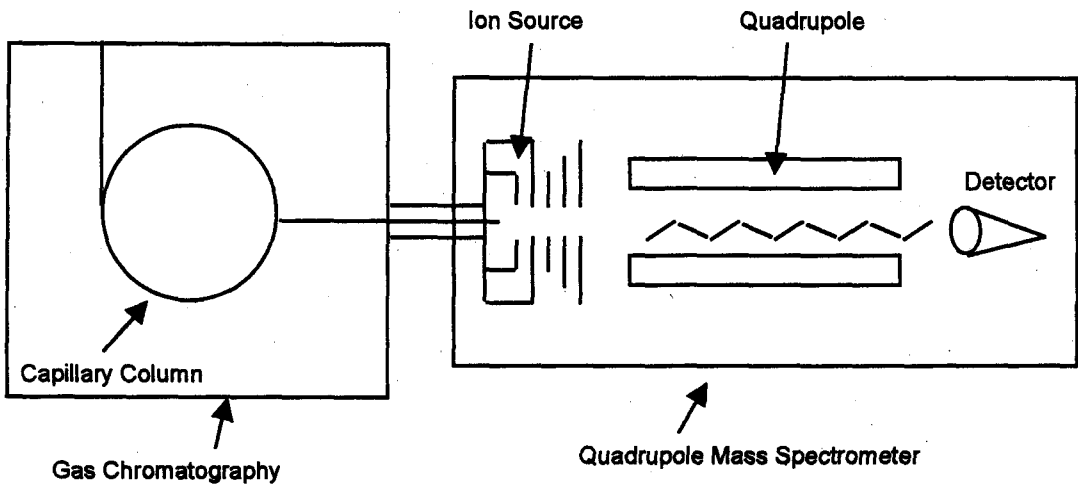 Ion Source
Quadrupole
Detector
Capillary Column
Gas Chromatography
Quadrupole Mass Spectrometer